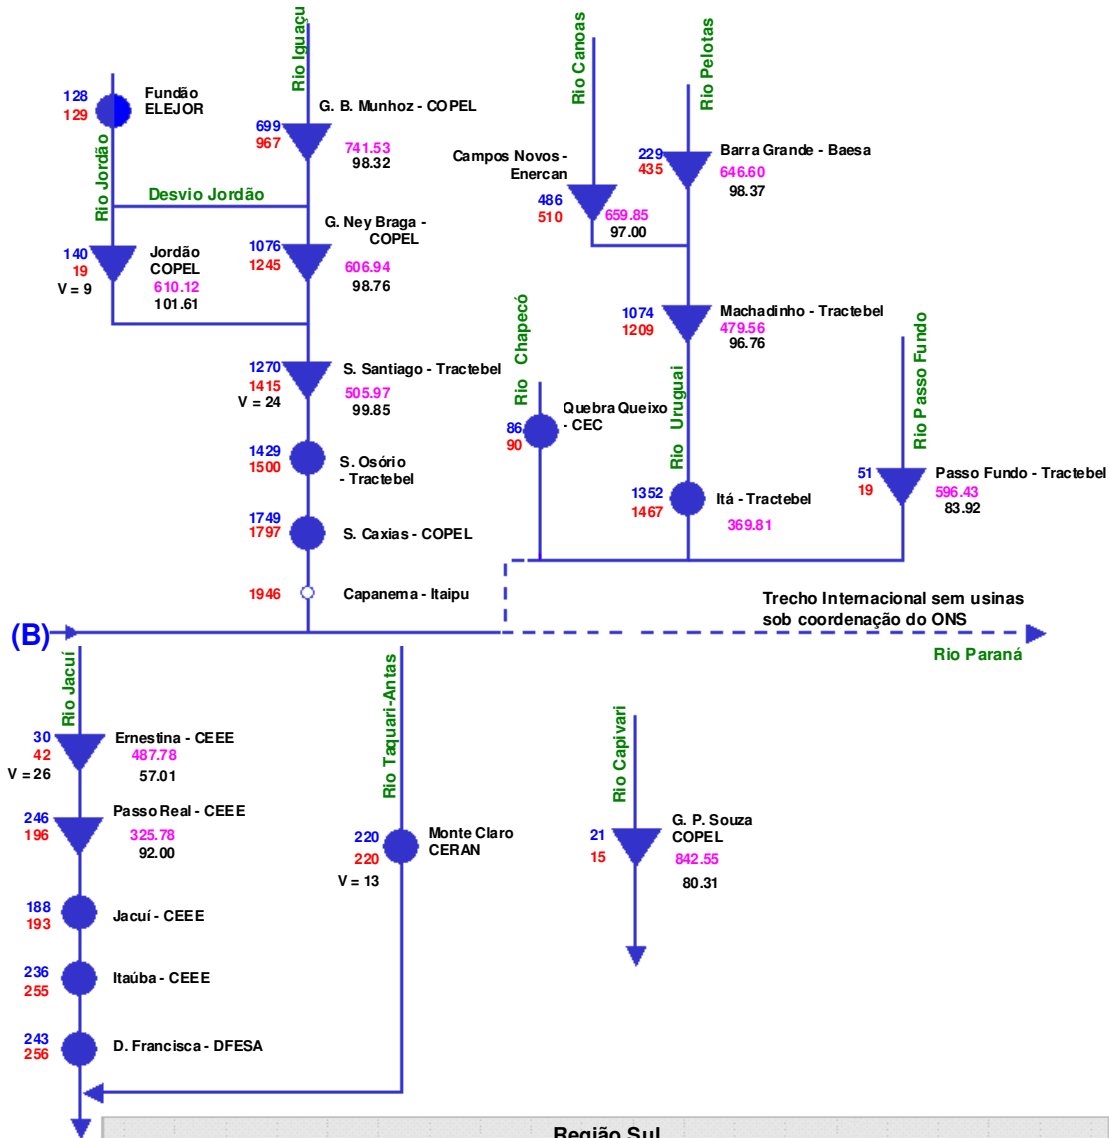 Rio Iguaçu
Rio Canoas
Rio Pelotas
128
129
Fundão
ELEJOR
Rio Jordão
699
967
G. B. Munhoz - COPEL
741.53
98.32
Campos Novos -
Enercan
486
510
659.85
97.00
229
435
Barra Grande - Baesa
646.60
98.37
Desvio Jordão
140
19
V = 9
Jordão
COPEL
610.12
101.61
1076
1245
G. Ney Braga -
COPEL
606.94
98.76
1074
1209
Machadinho - Tractebel
479.56
96.76
Rio Chapecó
Rio Uruguai
Rio Passo Fundo
1270
1415
V = 24
S. Santiago - Tractebel
505.97
99.85
86
90
Quebra Queixo
- CEC
1429
1500
S. Osório
- Tractebel
1352
1467
Itá - Tractebel
369.81
51
19
Passo Fundo - Tractebel
596.43
83.92
1749
1797
S. Caxias - COPEL
1946
Capanema - Itaipu
Trecho Internacional sem usinas
sob coordenação do ONS
(B)
Rio Paraná
Rio Jacuí
Rio Taquari-Antas
Rio Capivari
30
42
V = 26
Ernestina - CEEE
487.78
57.01
246
196
Passo Real - CEEE
325.78
92.00
220
220
V = 13
Monte Claro
CERAN
21
15
G. P. Souza
COPEL
842.55
80.31
188
193
Jacuí - CEEE
236
255
Itaúba - CEEE
243
256
D. Francisca - DFESA
Região Sul